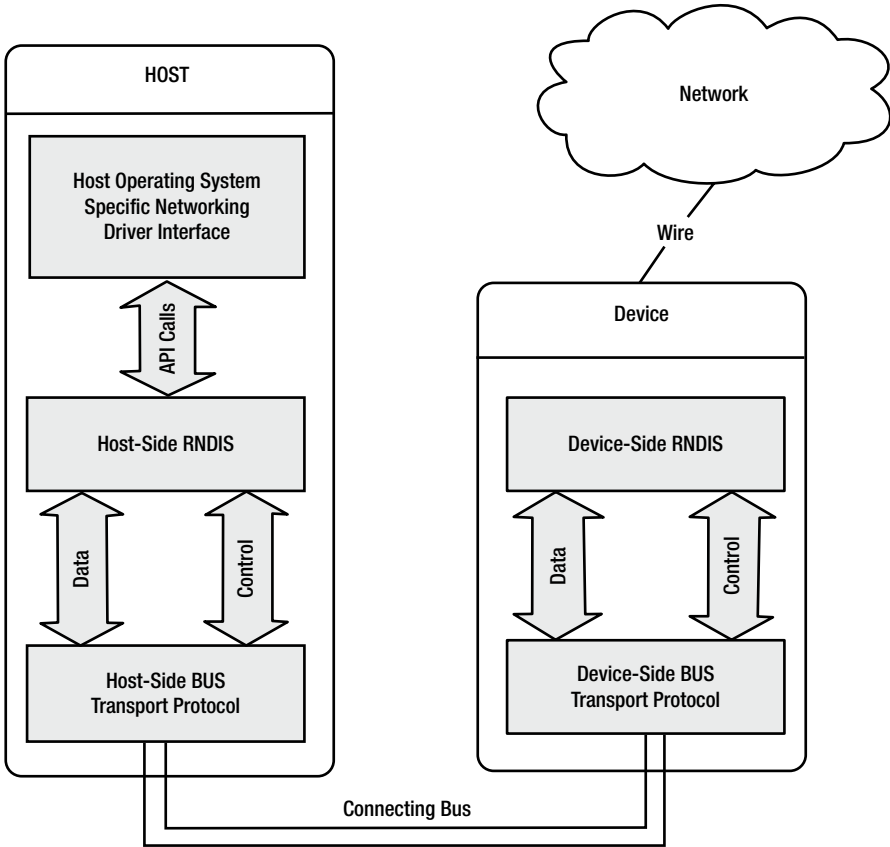 HOST
Host Operating System
Specific Networking
Driver Interface
API Calls
Host-Side RNDIS
Data
Control
Host-Side BUS
Transport Protocol
Network
Wire
Device
Device-Side RNDIS
Data
Control
Device-Side BUS
Transport Protocol
Connecting Bus